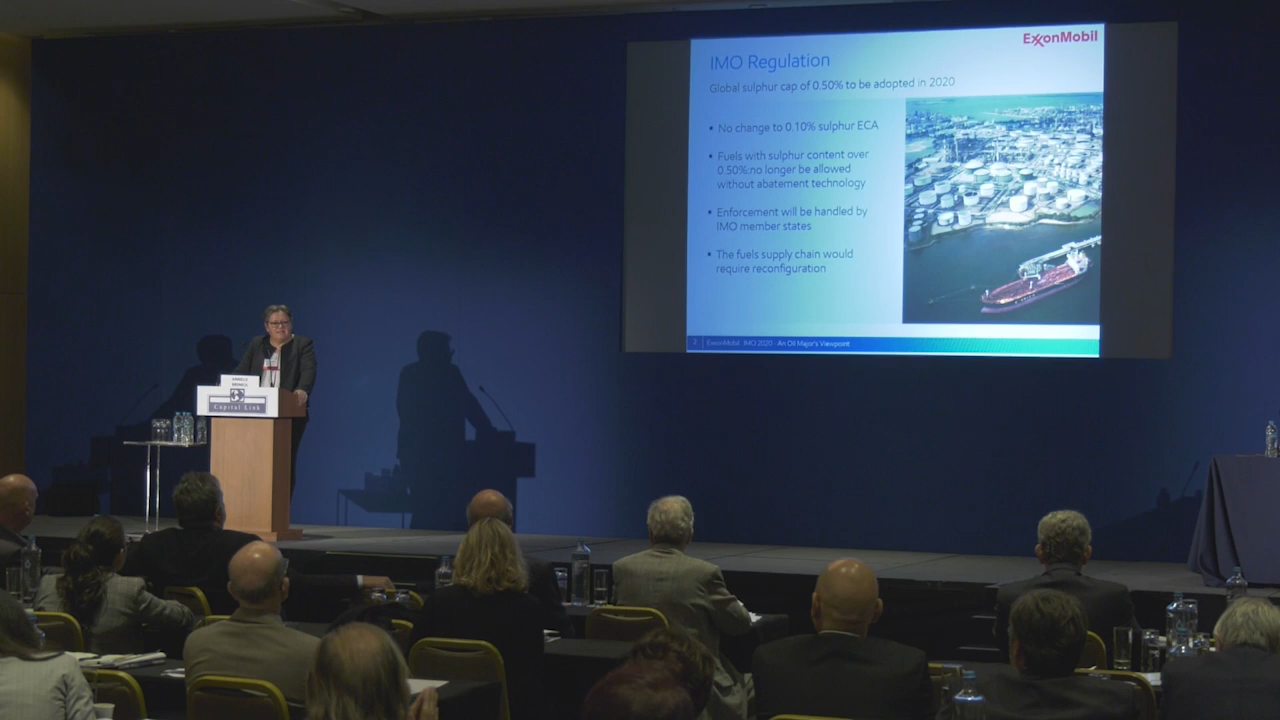 ExxonMobil
IMO Regulation
Global sulphur cap of 0.50% to be adopted in 2020
▪ No change to 0.10% sulphur ECA
▪ Fuels with sulphur content over
0.50%:no longer be allowed
without abatement technology
▪ Enforcement will be handled by
IMO member states
▪ The fuels supply chain would
require reconfiguration
2 ExxonMobil IMO 2020 - An Oil Major's Viewpoint
Capital Link